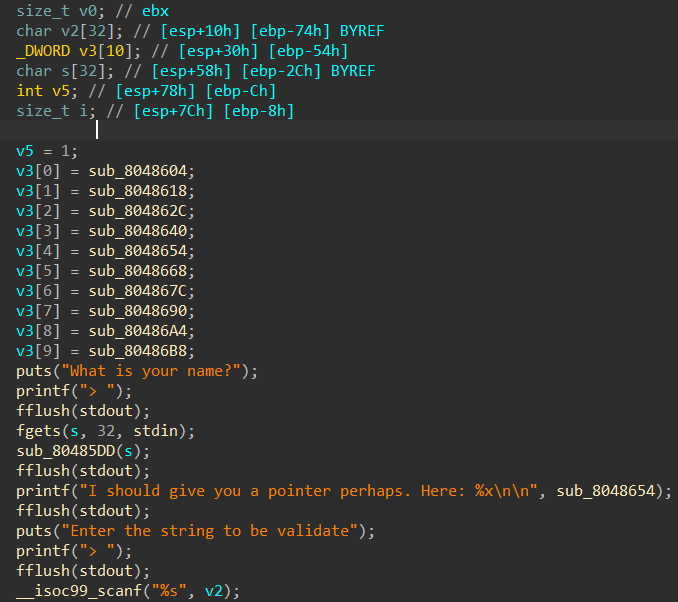 size_t v0; // ebx
char v2[32]; // [esp+10h] [ebp-74h] BYREF
_DWORD v3[10]; // [esp+30h] [ebp-54h]
char s[32]; // [esp+58h] [ebp-2Ch] BYREF
int v5; // [esp+78h] [ebp-Ch]
size_t i; // [esp+7Ch] [ebp-8h]
v5 = 1;
v3[0] = sub_8048604;
v3[1] = sub_8048618;
v3[2] = sub_804862C;
v3[3] = sub_8048640;
v3[4] = sub_8048654;
v3[5] = sub_8048668;
v3[6] = sub_804867C;
v3[7] = sub_8048690;
v3[8] = sub_80486A4;
v3[9] = sub_80486B8;
puts("What is your name?");
printf("> ");
fflush(stdout);
fgets(s, 32, stdin);
sub_80485DD(s);
fflush(stdout);
printf("I should give you a pointer perhaps. Here: %x\n\n", sub_8048654);
fflush(stdout);
puts("Enter the string to be validate");
printf("> ");
fflush(stdout);
__isoc99_scanf("%s", v2);